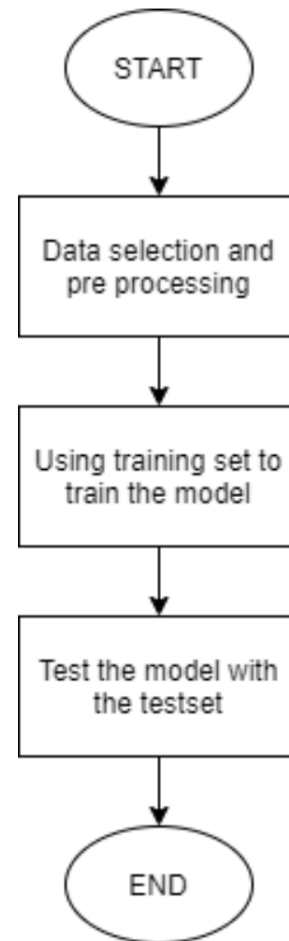 START
Data selection and
pre processing
Using training set to
train the model
Test the model with
the testset
END